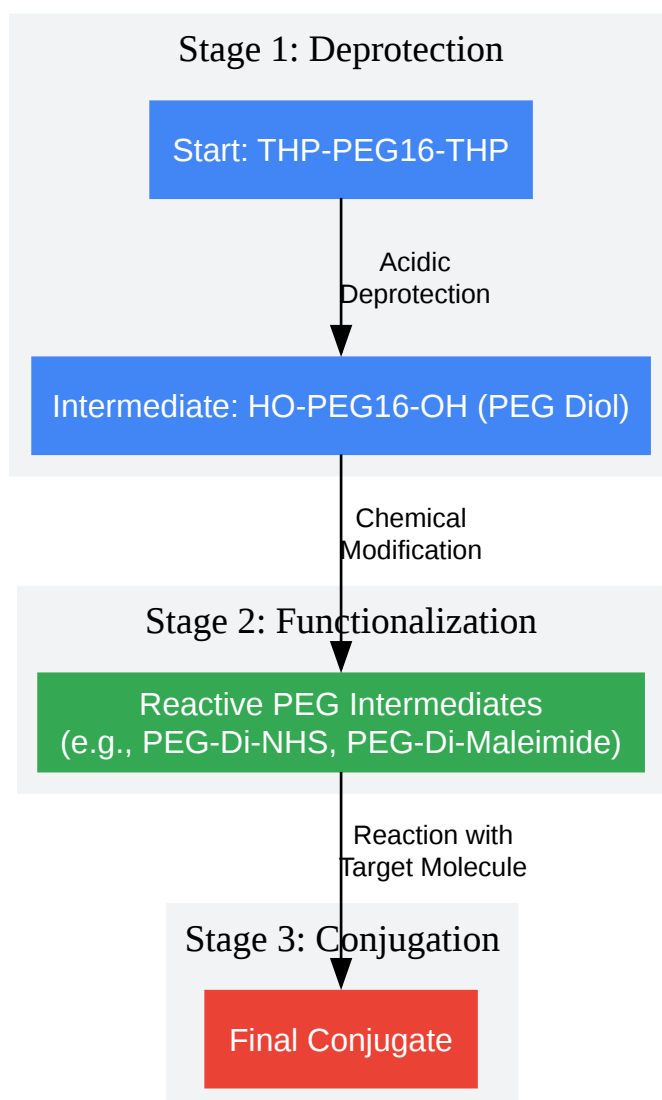 Stage 1: Deprotection
Start: THP-PEG16-THP
Acidic
Deprotection
Intermediate: HO-PEG16-OH (PEG Diol)
Chemical
Modification
Stage 2: Functionalization
Reactive PEG Intermediates
(e.g., PEG-Di-NHS, PEG-Di-Maleimide)
Reaction with
Target Molecule
Stage 3: Conjugation
Final Conjugate